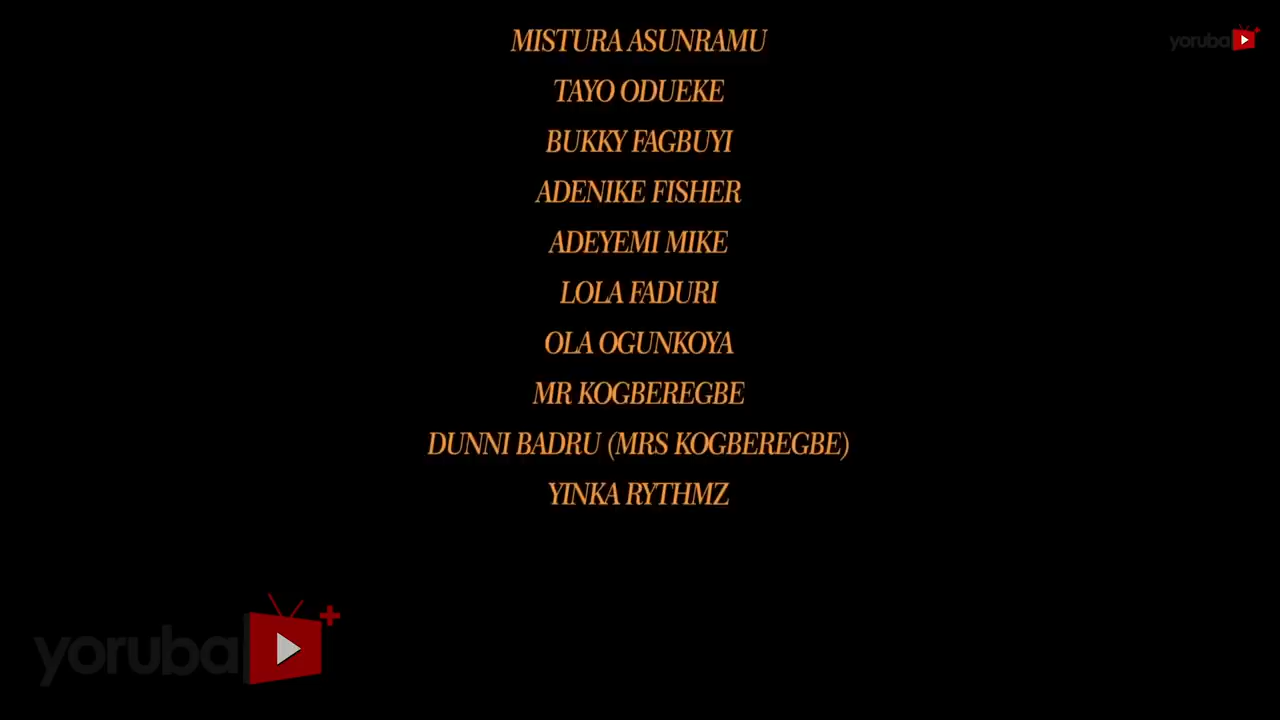 MISTURA ASUNRAMU
yoruba
TAYO ODUEKE
BUKKY FAGBUYI
ADENIKE FISHER
ADEYEMI MIKE
LOLA FADURI
OLA OGUNKOYA
MR KOGBEREGBE
DUNNI BADRU (MRS KOGBEREGBE)
YINKA RYTHMZ
yoruba+